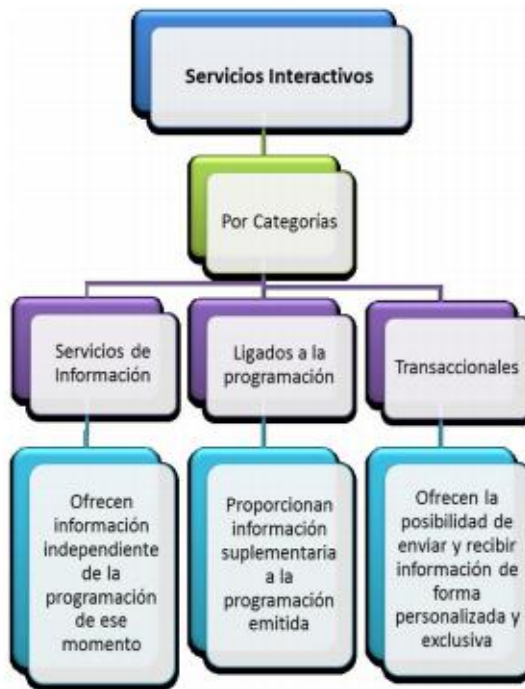 Servicios Interactivos
Por Categorías
Servicios de
Información
Ligados a la
programación
Transaccionales
Ofrecen
información
independiente
de la
programación
de ese
momento
Proporcionan
información
suplementaria
a la
programación
emitida
Ofrecen la
posibilidad de
enviar y recibir
información de
forma
personalizada y
exclusiva